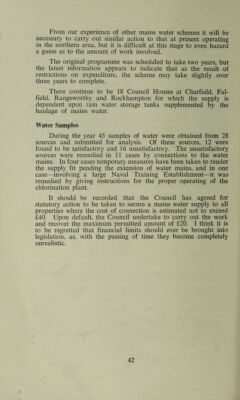 From our experience of other mains water schemes it will be
necessary to carry out similar action to that at present operating
in the northern area, but it is difficult at this stage to even hazard
a guess as to the amount of work involved.
The original programme was scheduled to take two years, but
the latest information appears to indicate that as the result of
restrictions on expenditure, the scheme may take slightly over
three years to complete.
There continue to be 18 Council Houses at Charfield, Ful-
field, Rangeworthy and Rockhampton for which the supply is
dependent upon rain water storage tanks supplemented by the
haulage of mains water.
Water Samples
During the year 45 samples of water were obtained from 28
sources and submitted for analysis. Of these sources, 12 were
found to be satisfactory and 16 unsatisfactory. The unsatisfactory
sources were remedied in 11 cases by connections to the water
mains. In four cases temporary measures have been taken to render
the supply fit pending the extension of water mains, and in one
case—involving a large Naval Training Establishment—it was
remedied by giving instructions for the proper operating of the
chlorination plant.
It should be recorded that the Council has agreed for
statutory action to be taken to secure a mains water supply to all
properties where the cost of connection is estimated not to exceed
£40. Upon default, the Council undertake to carry out the work
and recover the maximum permitted amount of £20. I think it is
to be regretted that financial limits should ever be brought into
legislation, as, with the passing of time they become completely
unrealistic.
42